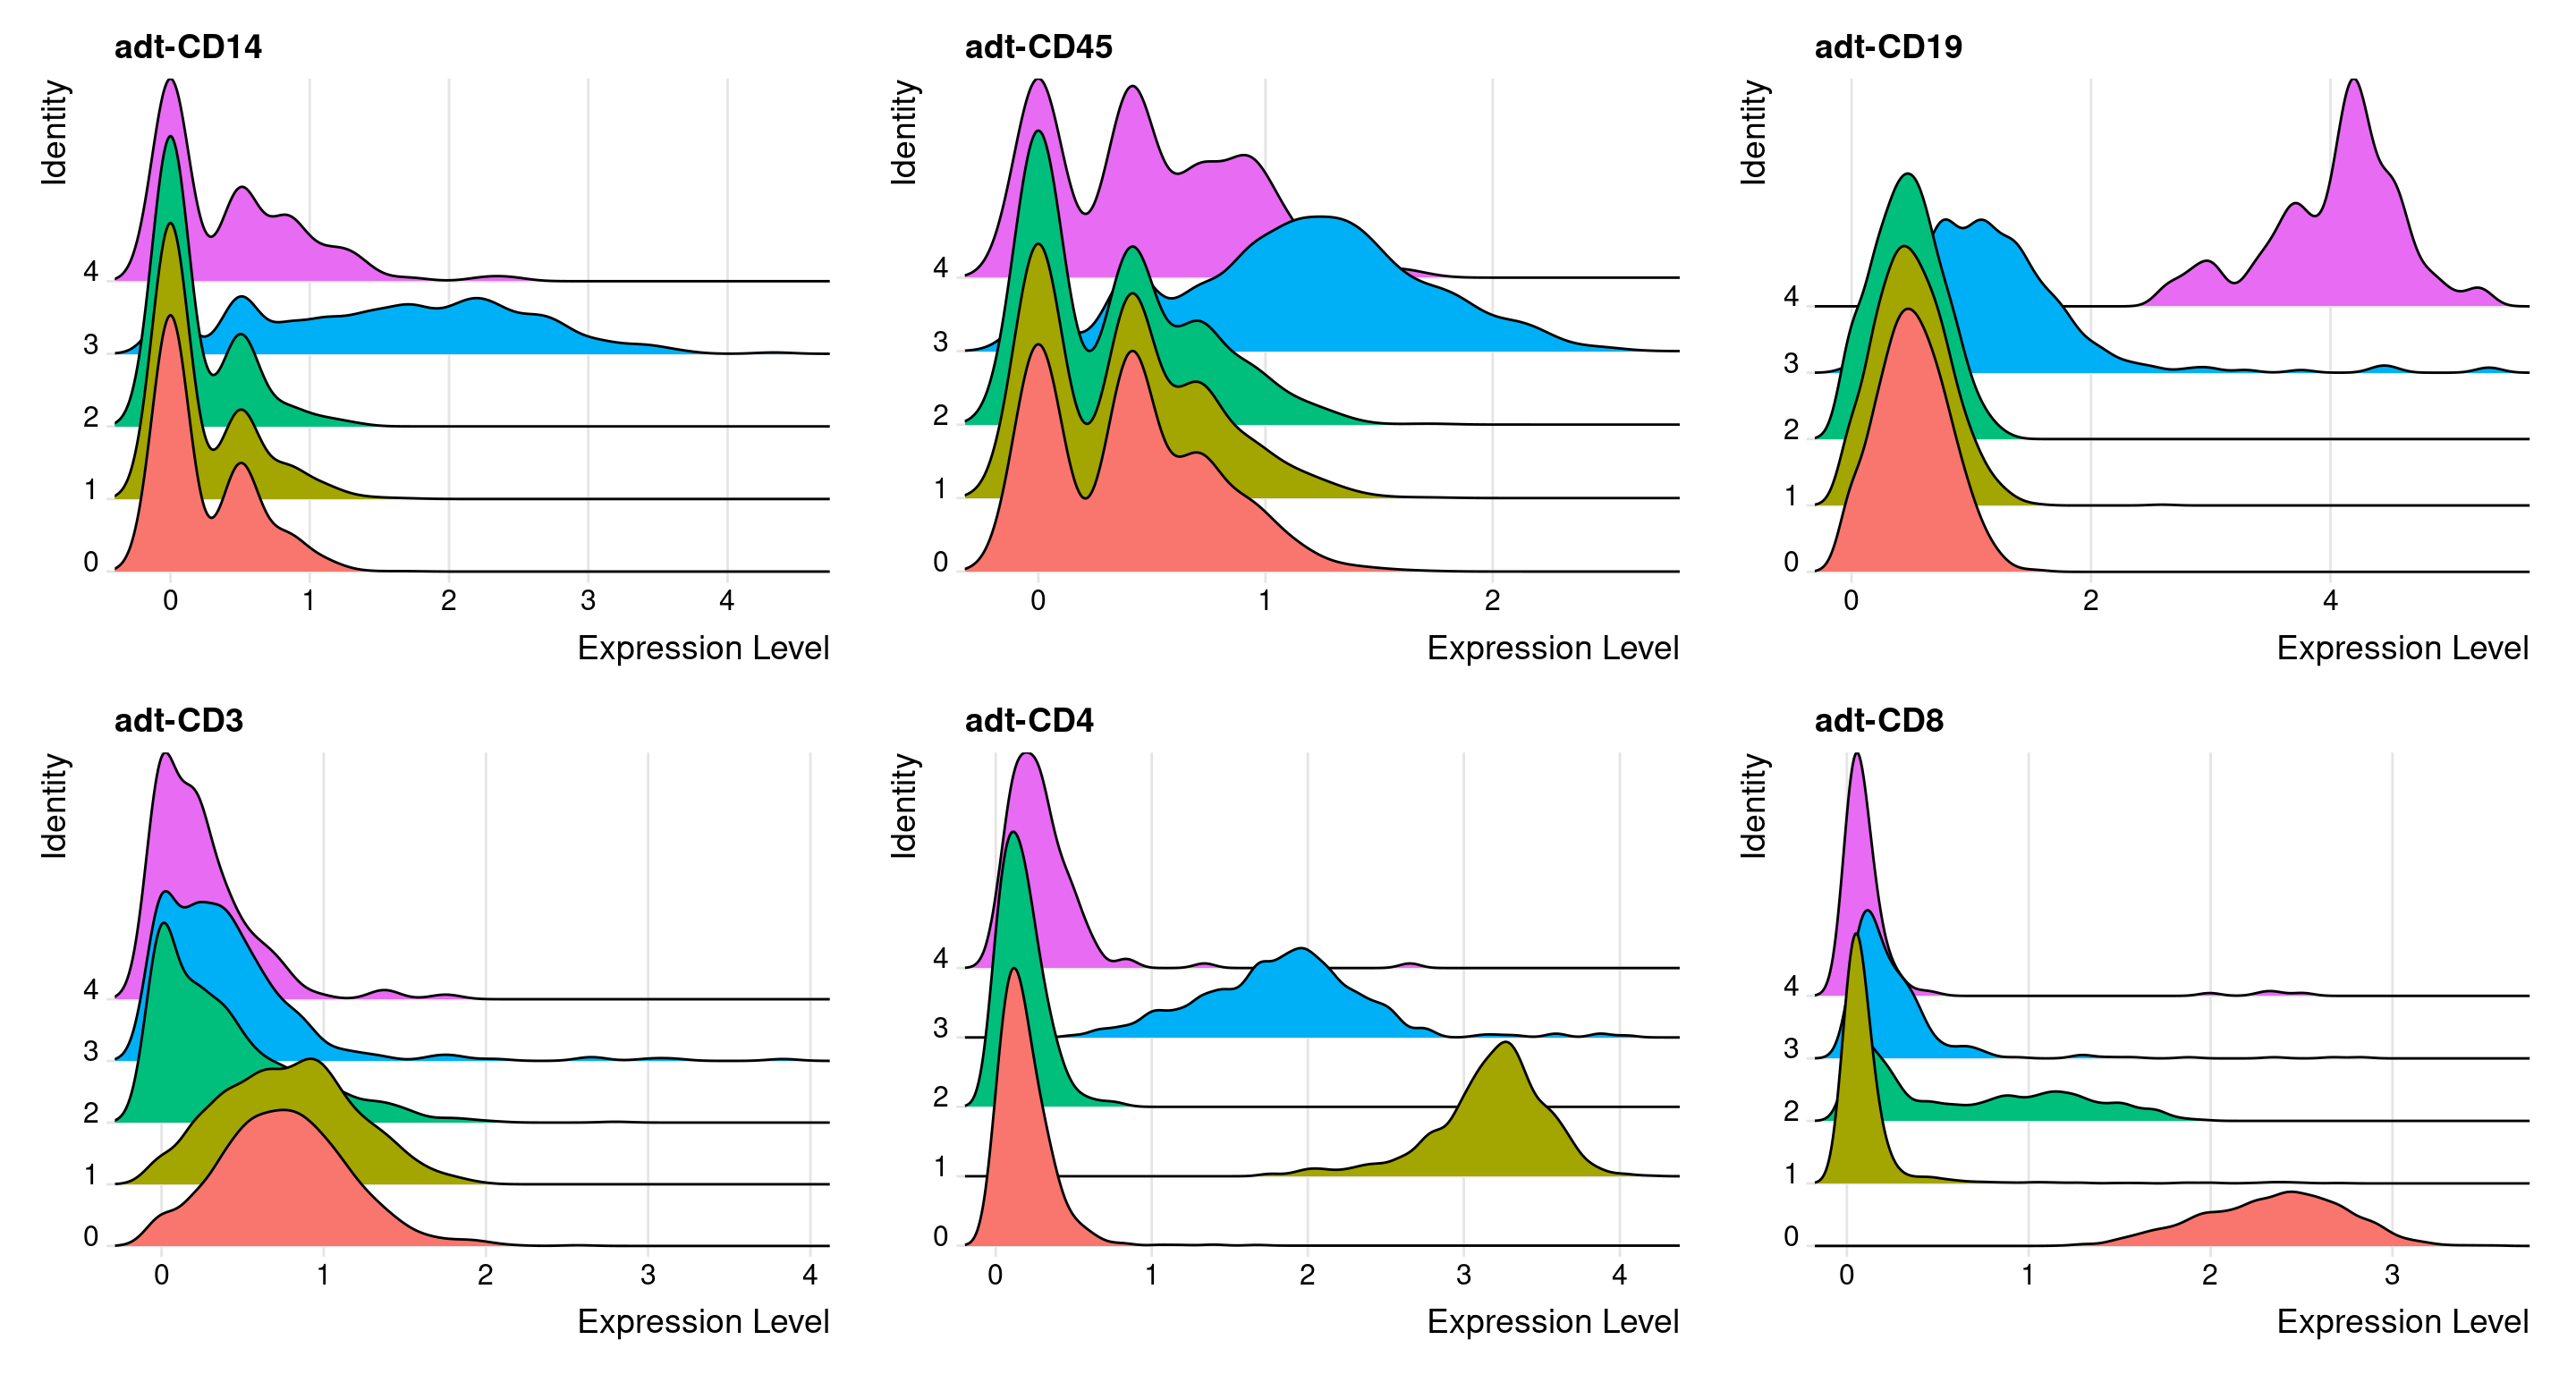 adt-CD14
Identity
4
3
2
1
0
0 1 2 3 4
Expression Level
adt-CD45
Identity
4
3
2
1
0
0 1 2
Expression Level
adt-CD19
Identity
4
3
2
1
0
0 2 4
Expression Level
adt-CD3
Identity
4
3
2
1
0
0 1 2 3 4
Expression Level
adt-CD4
Identity
4
3
2
1
0
0 1 2 3 4
Expression Level
adt-CD8
Identity
4
3
2
1
0
0 1 2 3
Expression Level